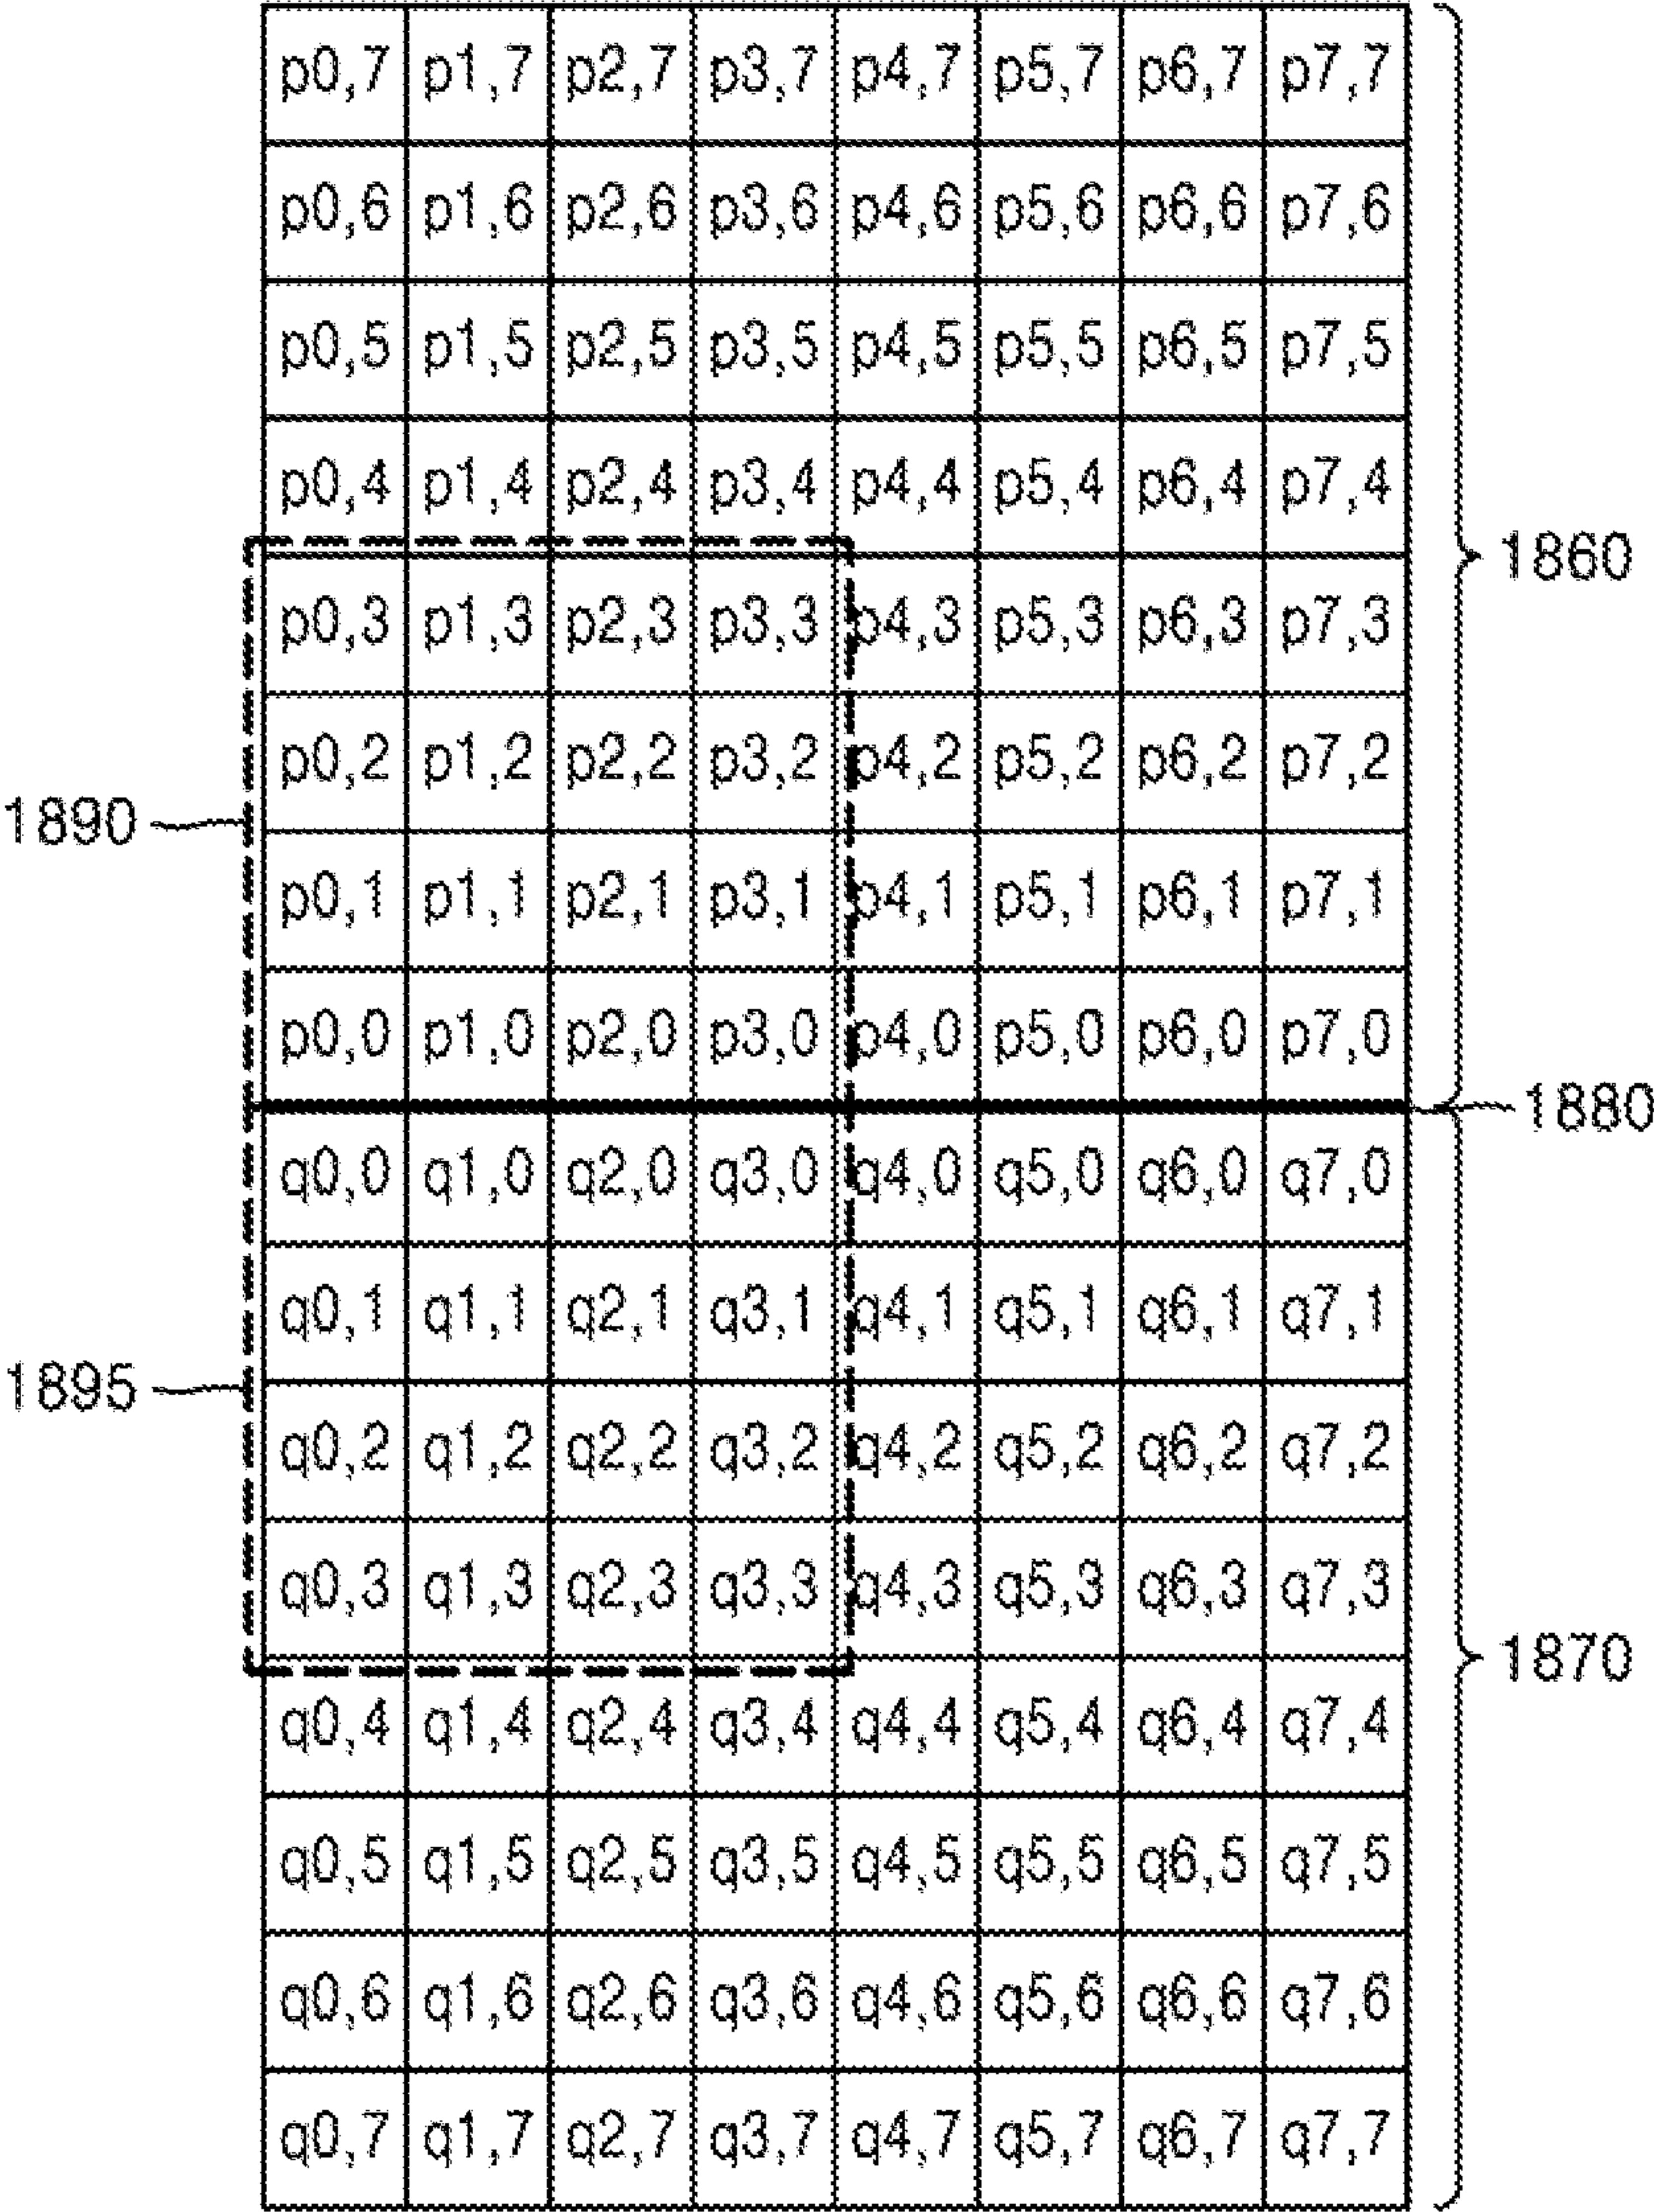 p0,7 p1,7 p2,7 p3,7 p4,7 p5,7 p6,7 p7,7
p0,6 p1,6 p2,6 p3,6 p4,6 p5,6 p6,6 p7,6
p0,5 p1,5 p2,5 p3,5 p4,5 p5,5 p6,5 p7,5
p0,4 p1,4 p2,4 p3,4 p4,4 p5,4 p6,4 p7,4
1860
p0,3 p1,3 p2,3 p3,3 p4,3 p5,3 p6,3 p7,3
p0,2 p1,2 p2,2 p3,2 p4,2 p5,2 p6,2 p7,2
1890
p0,1 p1,1 p2,1 p3,1 p4,1 p5,1 p6,1 p7,1
p0,0 p1,0 p2,0 p3,0 p4,0 p5,0 p6,0 p7,0
1880
q0,0 q1,0 q2,0 q3,0 q4,0 q5,0 q6,0 q7,0
q0,1 q1,1 q2,1 q3,1 q4,1 q5,1 q6,1 q7,1
1895
q0,2 q1,2 q2,2 q3,2 q4,2 q5,2 q6,2 q7,2
q0,3 q1,3 q2,3 q3,3 q4,3 q5,3 q6,3 q7,3
1870
q0,4 q1,4 q2,4 q3,4 q4,4 q5,4 q6,4 q7,4
q0,5 q1,5 q2,5 q3,5 q4,5 q5,5 q6,5 q7,5
q0,6 q1,6 q2,6 q3,6 q4,6 q5,6 q6,6 q7,6
q0,7 q1,7 q2,7 q3,7 q4,7 q5,7 q6,7 q7,7